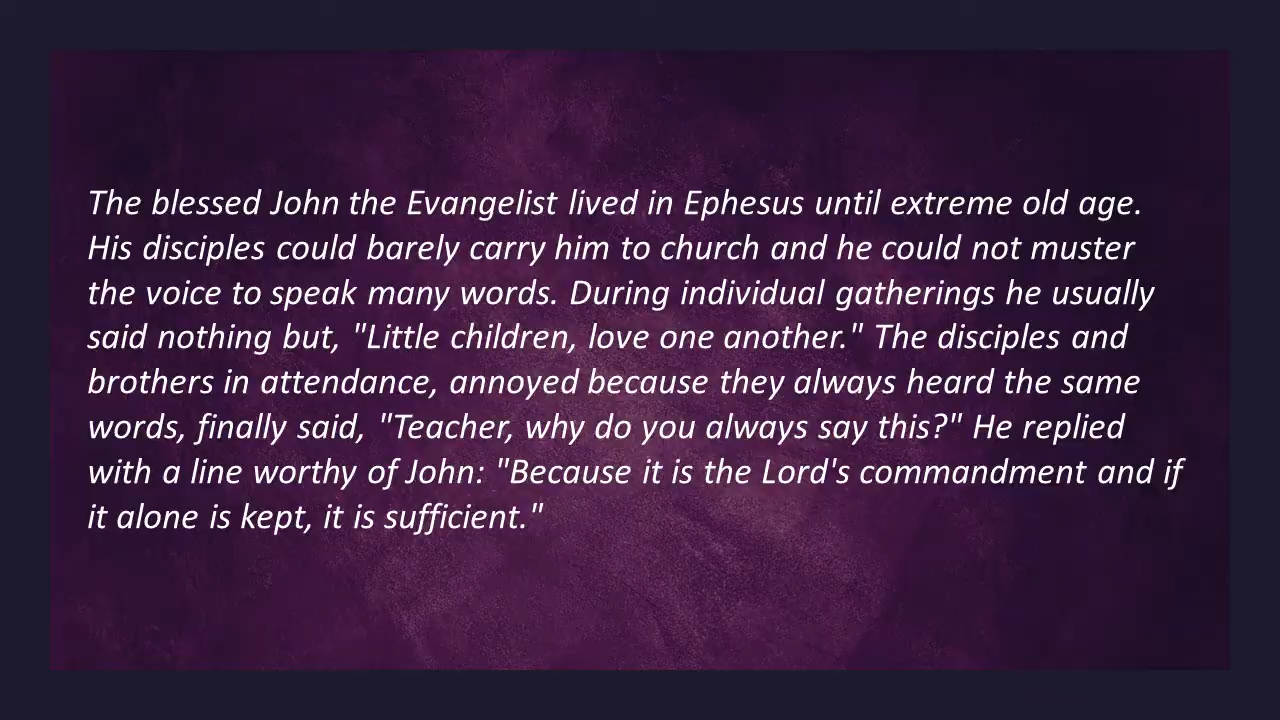 The blessed John the Evangelist lived in Ephesus until extreme old age.
His disciples could barely carry him to church and he could not muster
the voice to speak many words. During individual gatherings he usually
said nothing but, "Little children, love one another." The disciples and
brothers in attendance, annoyed because they always heard the same
words, finally said, "Teacher, why do you always say this?" He replied
with a line worthy of John: "Because it is the Lord's commandment and if
it alone is kept, it is sufficient."